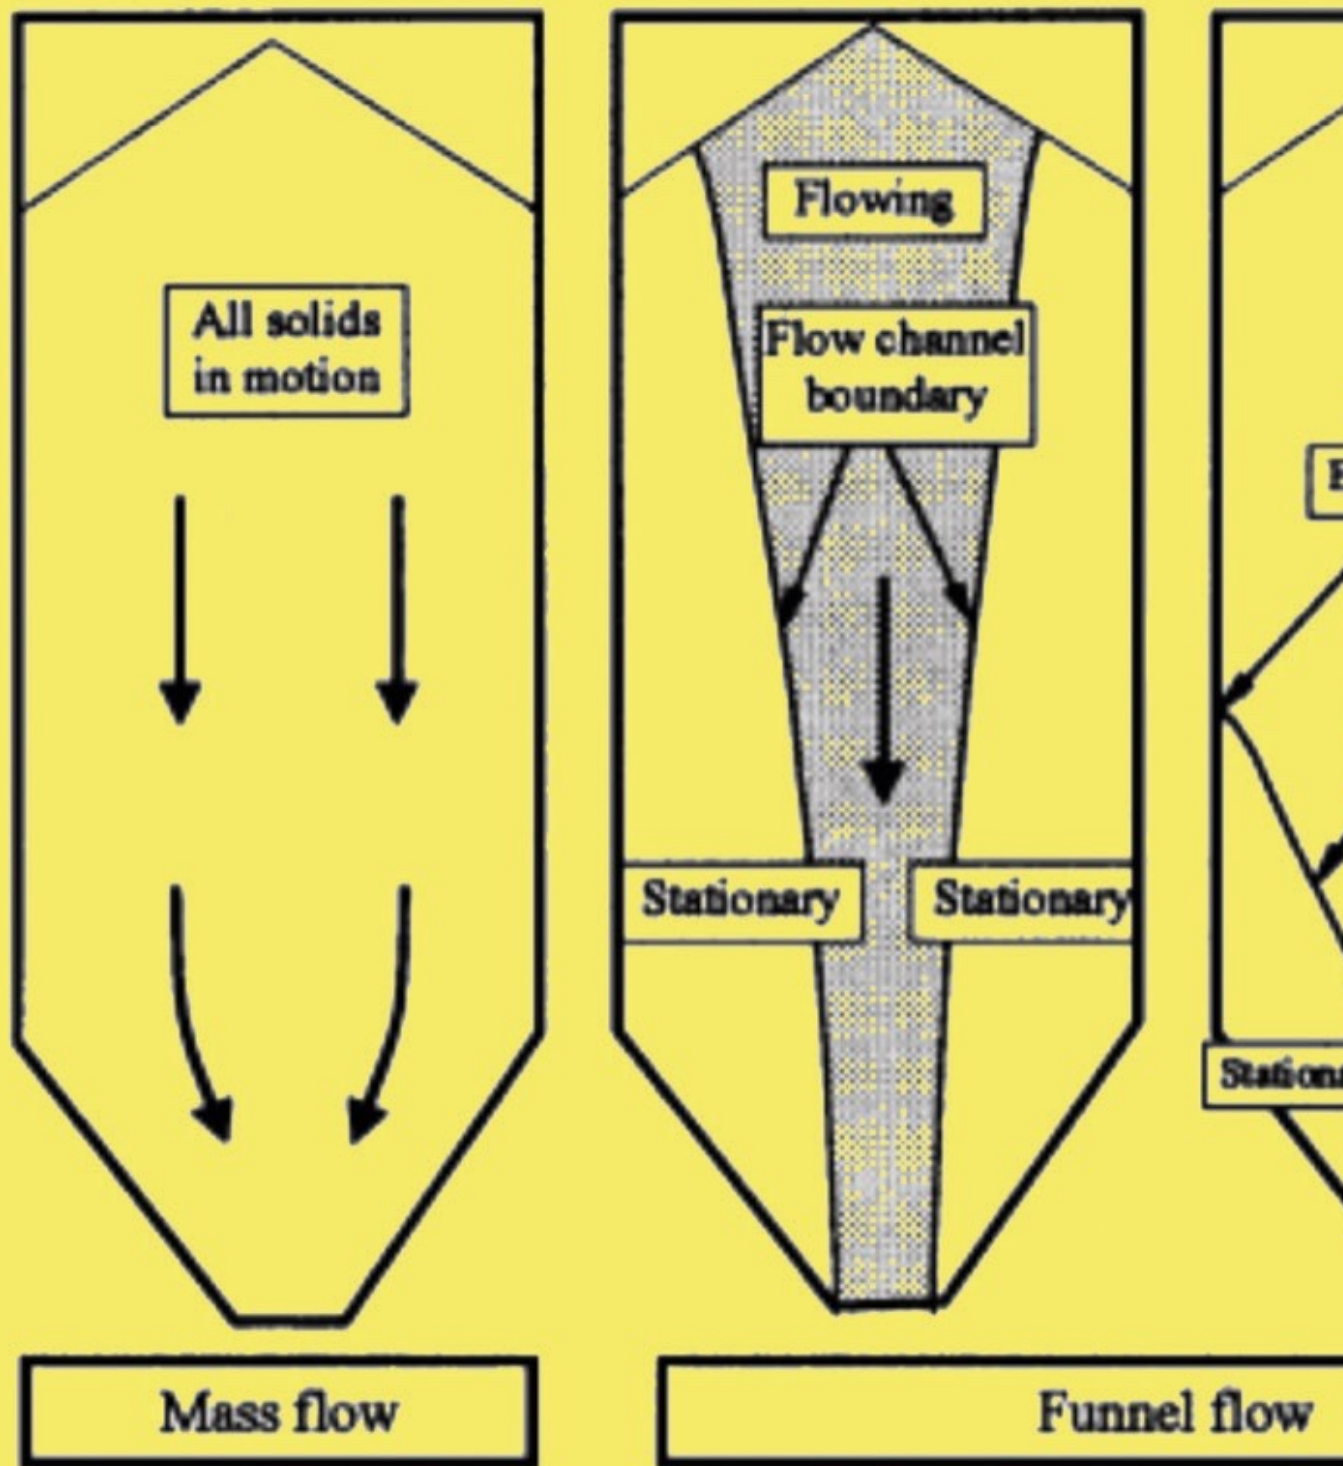 All solids
in motion
Flowing
Flow channel
boundary
Stationary
Stationary
Mass flow
Funnel flow